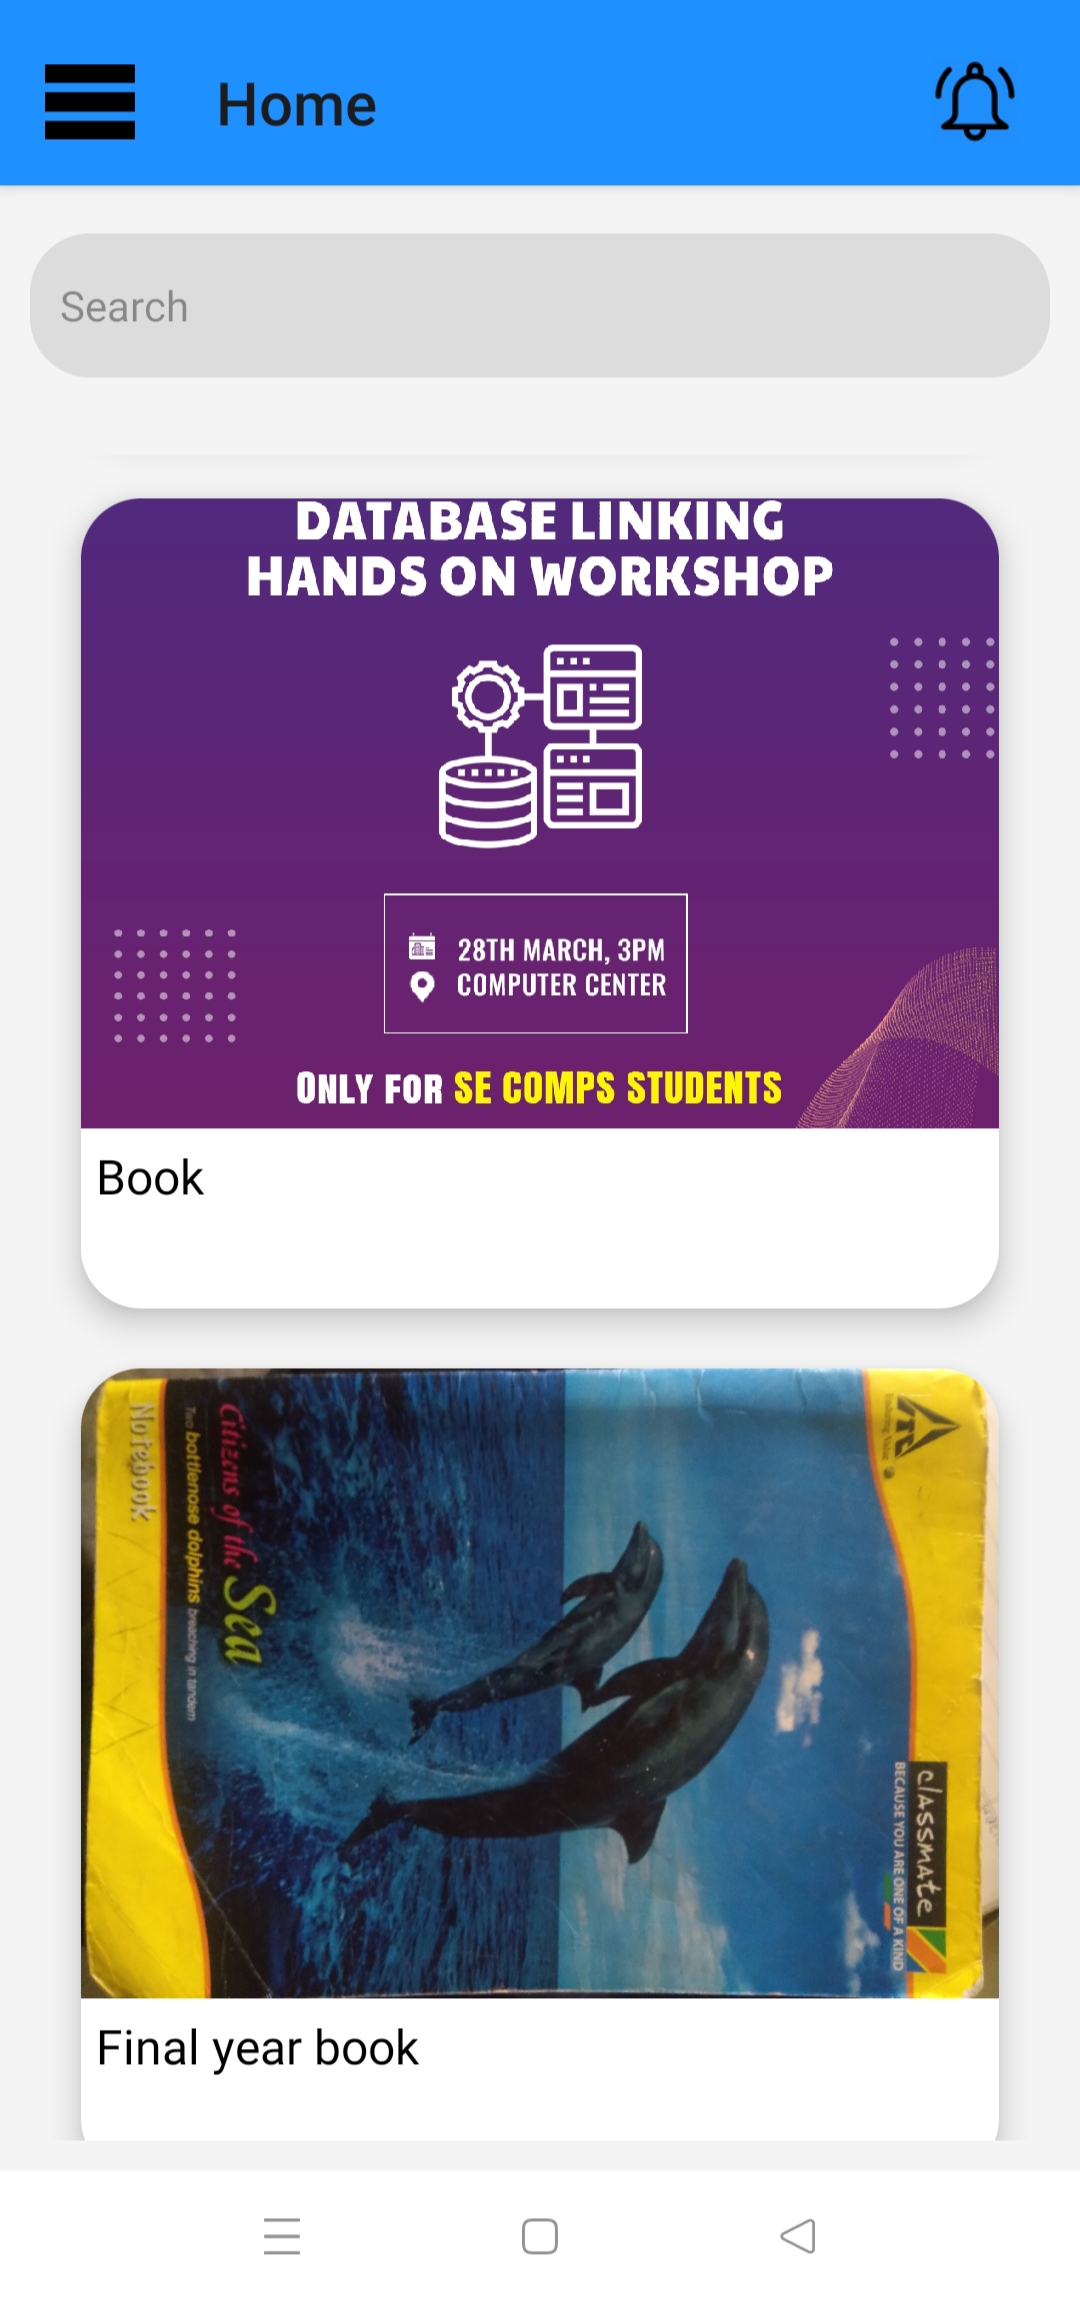 Home
Search
DATABASE LINKING
HANDS ON WORKSHOP
28TH MARCH, 3PM
COMPUTER CENTER
ONLY FOR SE COMPS STUDENTS
Book
Notebook
Two bottlenose dolphins breaching in tandem
Citizens of the Sea
ITC
classmate
BECAUSE YOU ARE ONE OF A KIND
Final year book